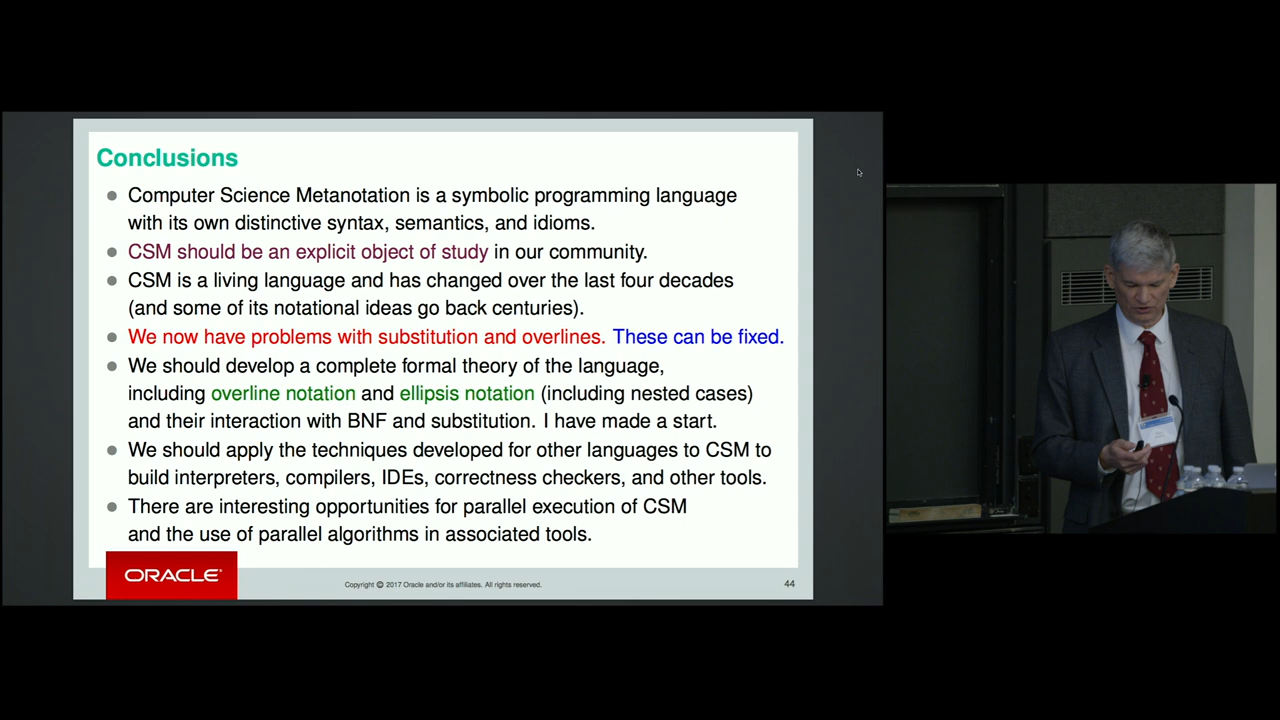 Conclusions
● Computer Science Metanotation is a symbolic programming language
with its own distinctive syntax, semantics, and idioms.
● CSM should be an explicit object of study in our community.
● CSM is a living language and has changed over the last four decades
(and some of its notational ideas go back centuries).
● We now have problems with substitution and overlines. These can be fixed.
● We should develop a complete formal theory of the language,
including overline notation and ellipsis notation (including nested cases)
and their interaction with BNF and substitution. I have made a start.
● We should apply the techniques developed for other languages to CSM to
build interpreters, compilers, IDEs, correctness checkers, and other tools.
● There are interesting opportunities for parallel execution of CSM
and the use of parallel algorithms in associated tools.
ORACLE®
Copyright © 2017 Oracle and/or its affiliates. All rights reserved.
44